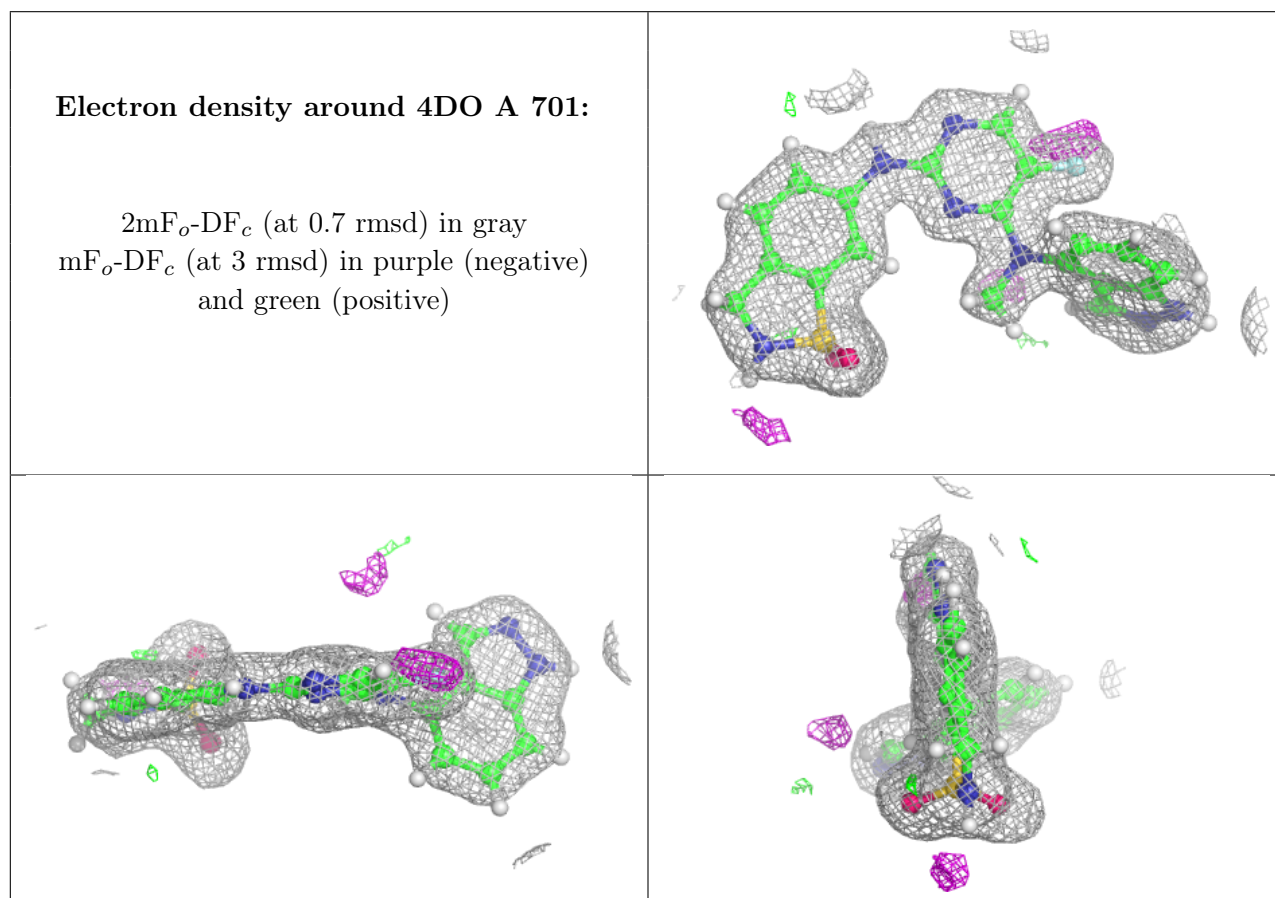 Electron density around 4DO A 701:
2mFo-DFc (at 0.7 rmsd) in gray
mFo-DFc (at 3 rmsd) in purple (negative)
and green (positive)